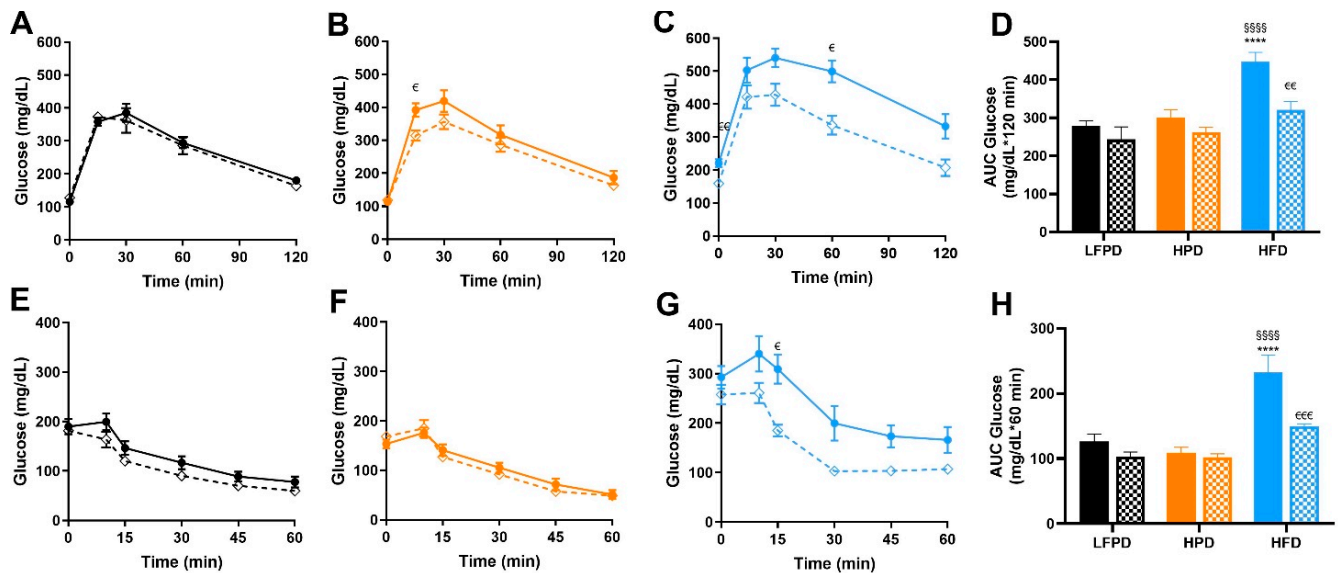 A
Glucose (mg/dL)
600
500
400
300
200
100
0
0 30 60 90 120
Time (min)
B
Glucose (mg/dL)
600
500
400
300
200
100
0
€
0 30 60 90 120
Time (min)
C
Glucose (mg/dL)
600
500
400
300
200
100
0
€
€€
0 30 60 90 120
Time (min)
D
AUC Glucose
(mg/dL*120 min)
500
400
300
200
100
0
§§§§
****
€€
LFPD HPD HFD
E
Glucose (mg/dL)
400
300
200
100
0
0 15 30 45 60
Time (min)
F
Glucose (mg/dL)
400
300
200
100
0
0 15 30 45 60
Time (min)
G
Glucose (mg/dL)
400
300
200
100
0
€
0 15 30 45 60
Time (min)
H
AUC Glucose
(mg/dL*60 min)
300
200
100
0
§§§§
****
€€€
LFPD HPD HFD